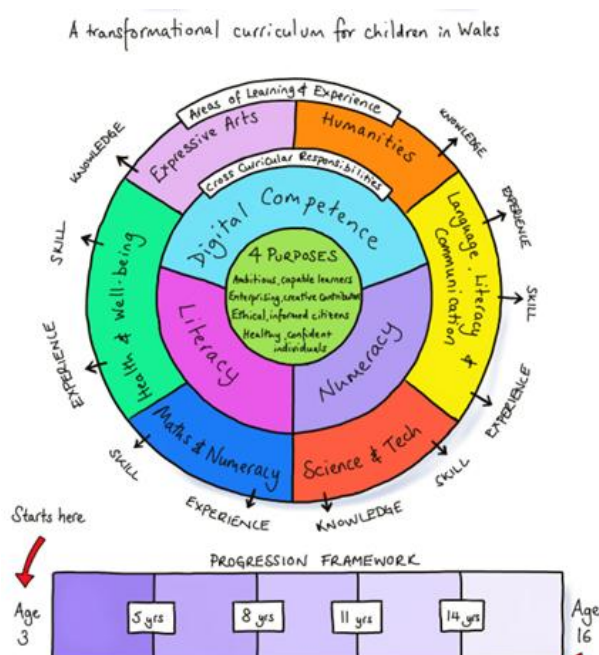 A transformational curriculum for children in Wales
Areas of Learning & Experience
Expressive Arts
Humanities
Language, Literacy &
Communication
Science & Tech
Maths & Numeracy
Health & Well-being
Cross Curricular Responsibilities
Digital Competence
Numeracy
Literacy
4 PURPOSES
Ambitious, capable learners
Enterprising, creative contributors
Ethical, informed citizens
Healthy, confident
individuals
KNOWLEDGE
KNOWLEDGE
EXPERIENCE
SKILL
EXPERIENCE
SKILL
KNOWLEDGE
EXPERIENCE
SKILL
EXPERIENCE
SKILL
Starts here
PROGRESSION FRAMEWORK
Age
3
5 yrs
8 yrs
11 yrs
14 yrs
Age
16